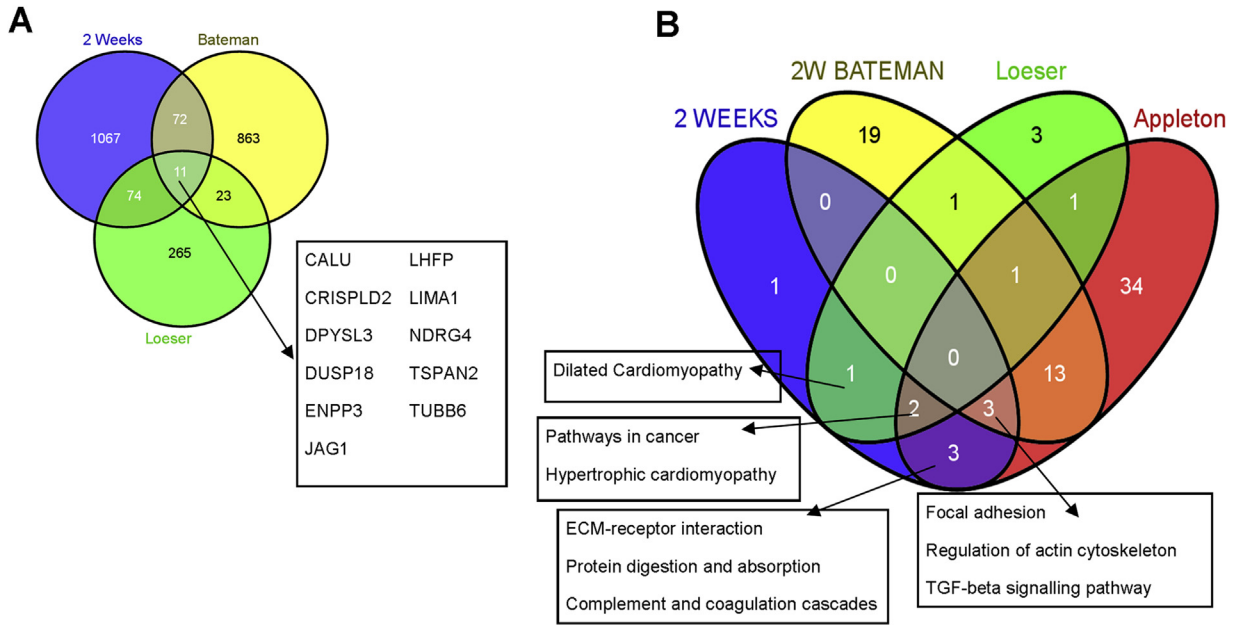 A
2 Weeks
Bateman
1067
72
863
11
74
23
265
Loeser
CALU LHFP
CRISPLD2 LIMA1
DPYSL3 NDRG4
DUSP18 TSPAN2
ENPP3 TUBB6
JAG1
B
2W BATEMAN
Loeser
2 WEEKS
Appleton
19
3
0
1
1
1
0
1
34
0
1
13
2
3
3
Dilated Cardiomyopathy
Pathways in cancer
Hypertrophic cardiomyopathy
ECM-receptor interaction
Protein digestion and absorption
Complement and coagulation cascades
Focal adhesion
Regulation of actin cytoskeleton
TGF-beta signalling pathway